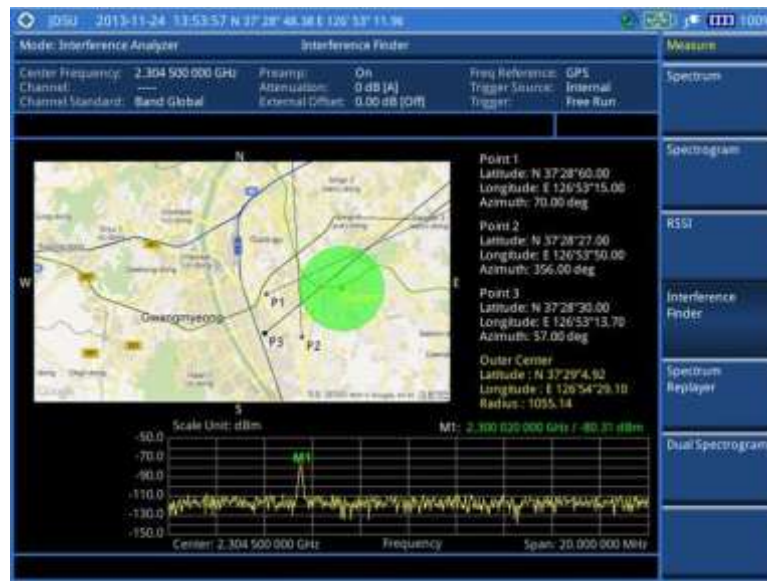 JDSU 2013-11-24 13:53:57 N 37° 28" 48.38 E 126° 53" 11.96 100%
Mode: Interference Analyzer Interference Finder Measure
Center Frequency: 2.304 500 000 GHz Preamp: On Freq Reference: GPS
Channel: ---- Attenuation: 0 dB [A] Trigger Source: Internal
Channel Standard: Band Global External Offset: 0.00 dB [Off] Trigger: Free Run
Spectrum
Spectrogram
RSSI
Interference
Finder
Spectrum
Replayer
Dual Spectrogram
N
W
E
S
Gwangmyeong
P1
P3
P2
Point 1
Latitude: N 37°28"60.00
Longitude: E 126°53"15.00
Azimuth: 70.00 deg
Point 2
Latitude: N 37°28"27.00
Longitude: E 126°53"50.00
Azimuth: 356.00 deg
Point 3
Latitude: N 37°28"30.00
Longitude: E 126°53"13.70
Azimuth: 57.00 deg
Outer Center
Latitude : N 37°29"4.92
Longitude : E 126°54"29.10
Radius : 1055.14
Scale Unit: dBm M1: 2,300 020 000 GHz / -80.31 dBm
-50.0
-70.0
M1
-90.0
-110.0
-130.0
-150.0
Center: 2.304 500 000 GHz Frequency Span: 20.000 000 MHz